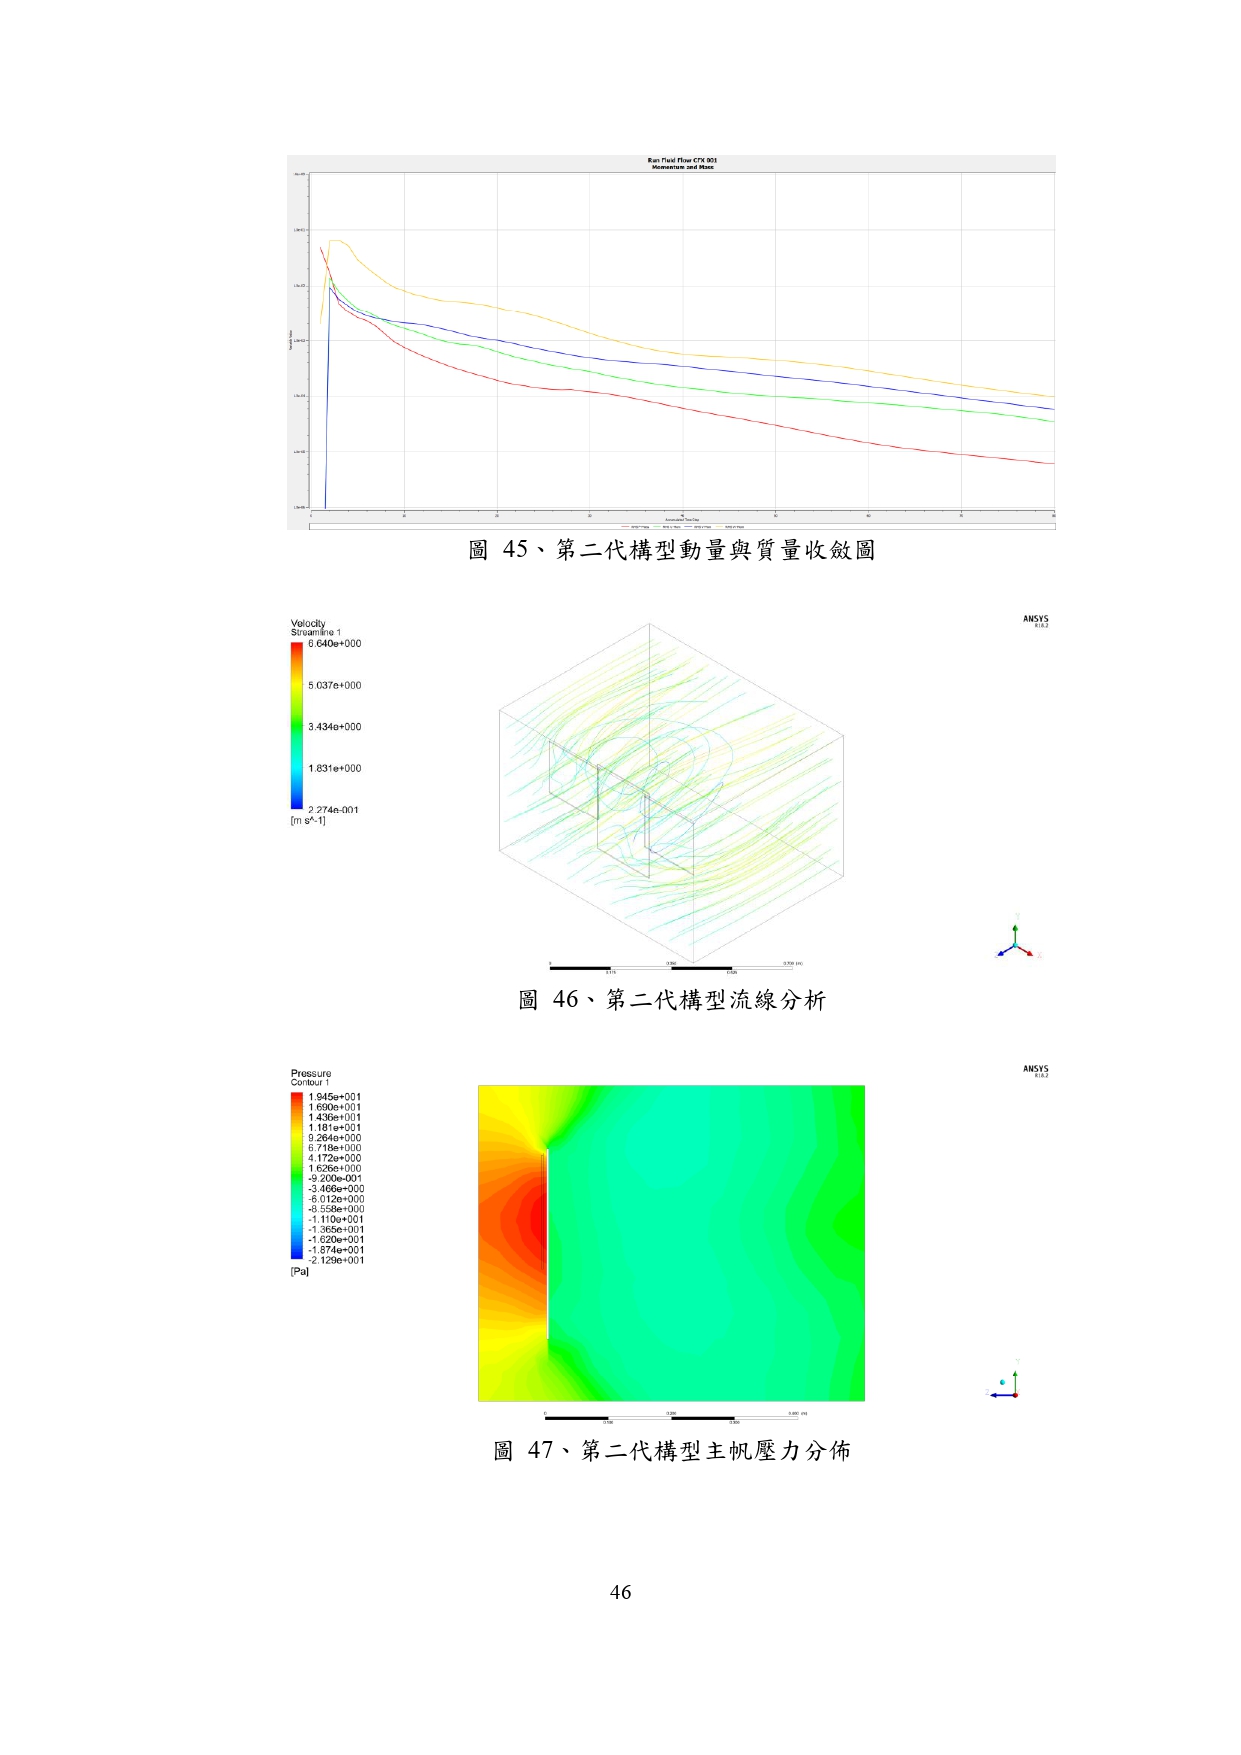 Run Fluid Flow CFX 001
Momentum and Mass
圖 45、第二代構型動量與質量收斂圖
Velocity
Streamline 1
6.640e+000
5.037e+000
3.434e+000
1.831e+000
2.274e-001
[m s^-1]
ANSYS
R18.2
圖 46、第二代構型流線分析
Pressure
Contour 1
1.945e+001
1.690e+001
1.436e+001
1.181e+001
9.264e+000
6.718e+000
4.172e+000
1.626e+000
-9.200e-001
-3.466e+000
-6.012e+000
-8.558e+000
-1.110e+001
-1.365e+001
-1.620e+001
-1.874e+001
-2.129e+001
[Pa]
ANSYS
R18.2
圖 47、第二代構型主帆壓力分佈
46